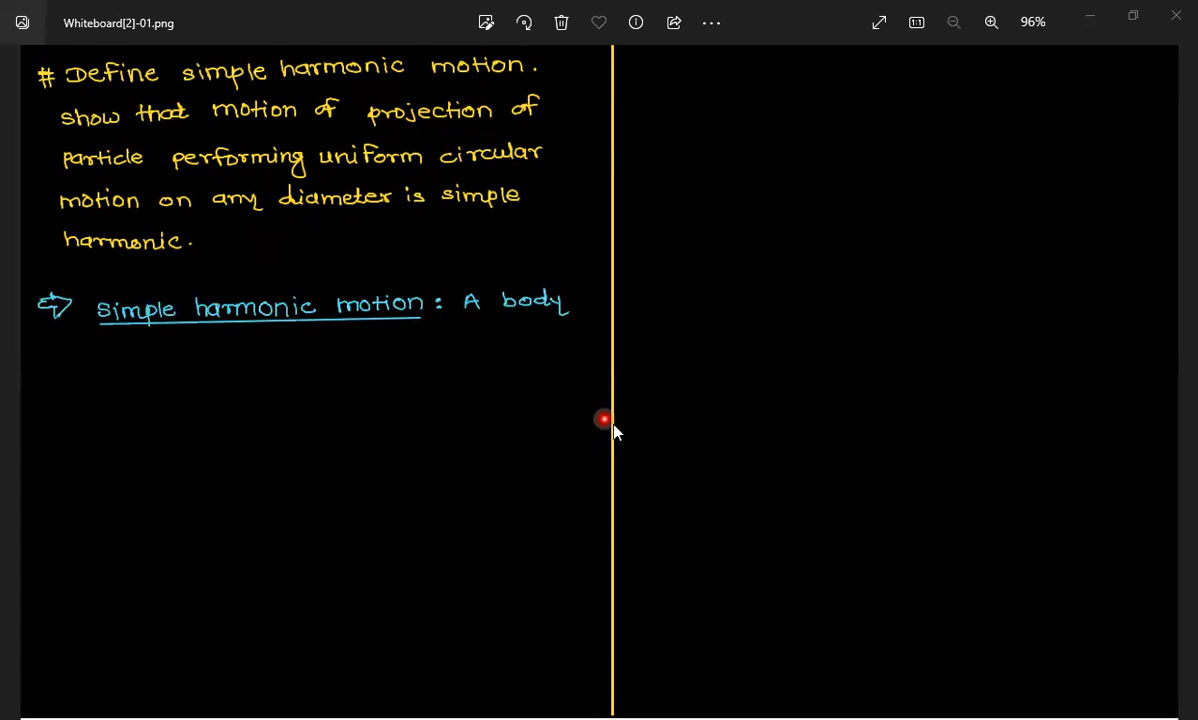 Whiteboard[2]-01.png
96%
# Define simple harmonic motion.
show that motion of projection of
particle performing uniform circular
motion on any diameter is simple
harmonic.
⇒ simple harmonic motion: A body